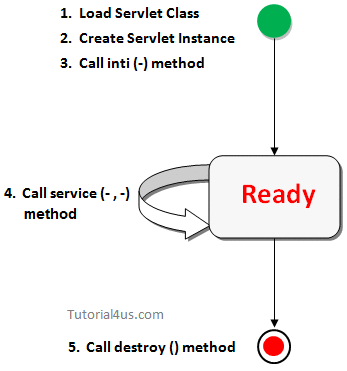 1. Load Servlet Class
2. Create Servlet Instance
3. Call inti (-) method
4. Call service (- , -)
method
Ready
Tutorial4us.com
5. Call destroy () method